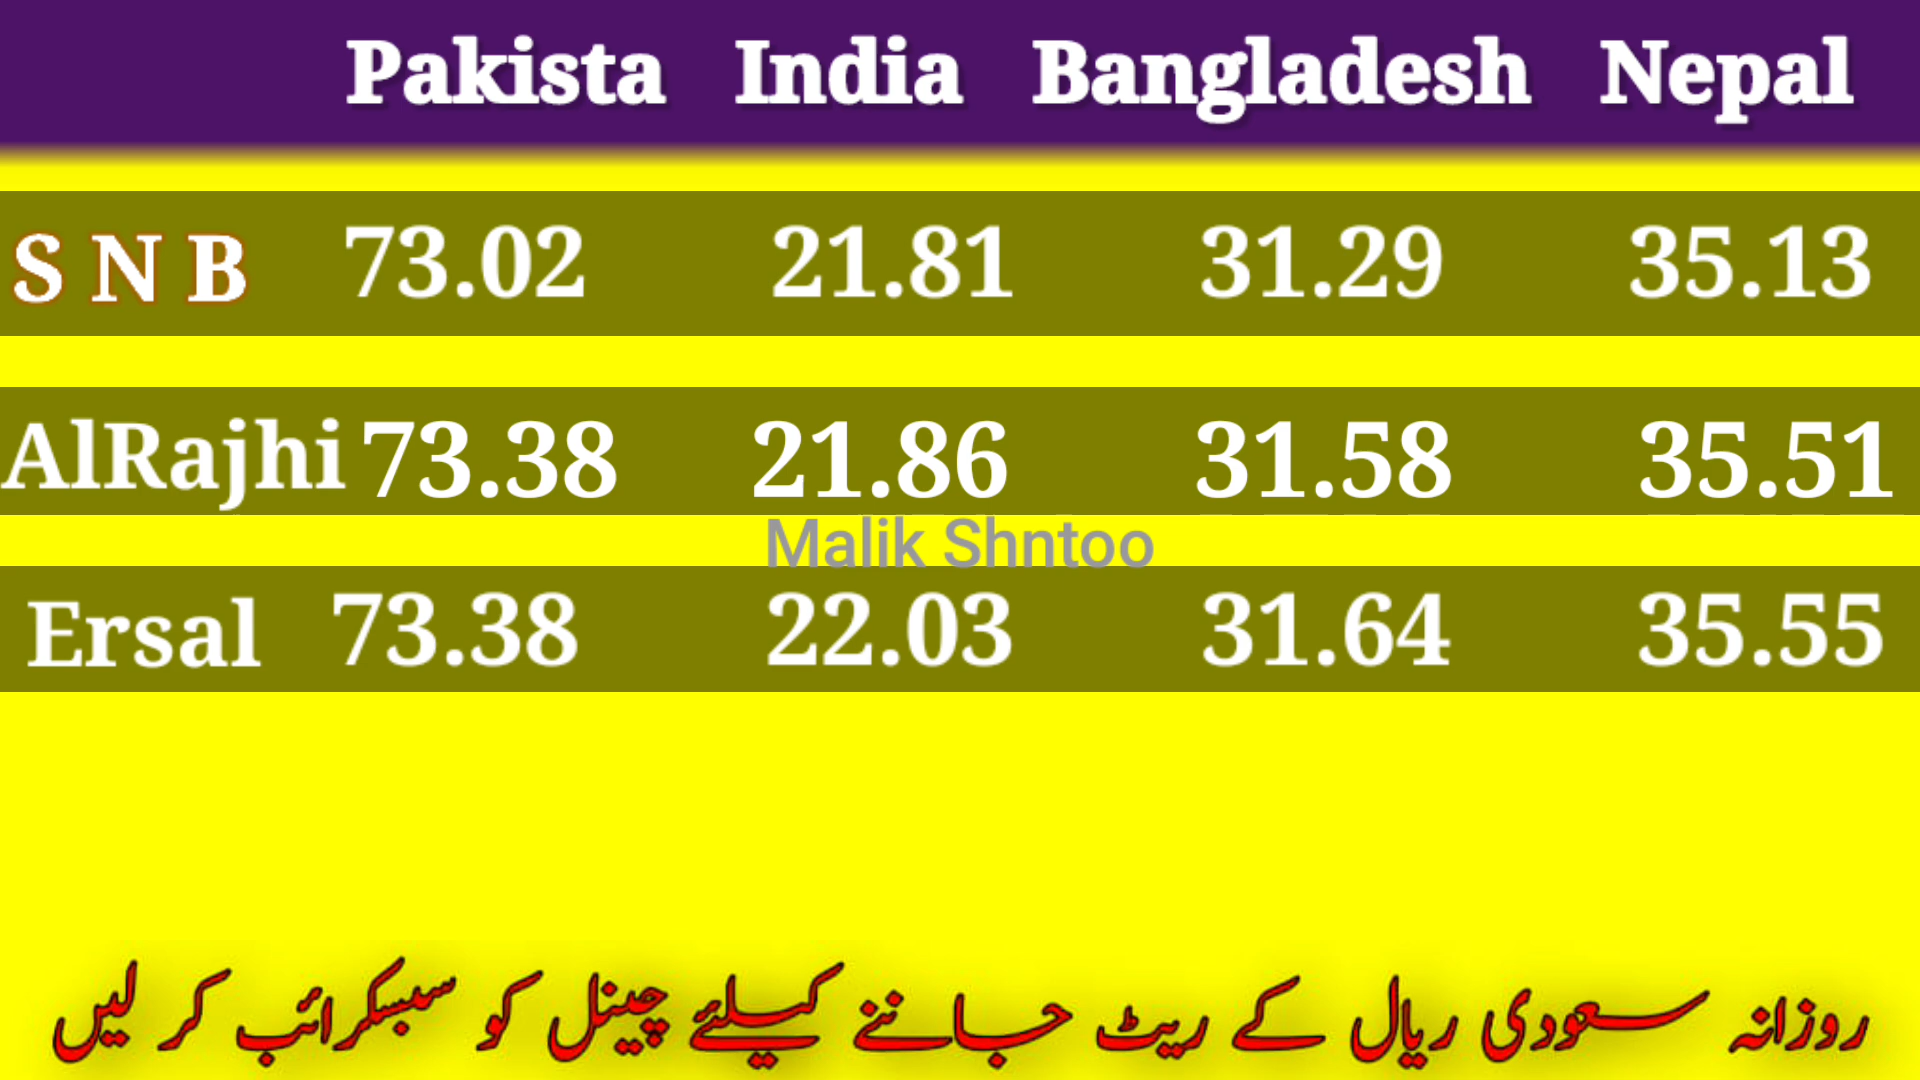 Pakista India Bangladesh Nepal
S N B 73.02 21.81 31.29 35.13
AlRajhi 73.38 21.86 31.58 35.51
Malik Shntoo
Ersal 73.38 22.03 31.64 35.55
روزانہ سعودی ریال کے ریٹ جاننے کیلئے چینل کو سبسکرائب کر لیں